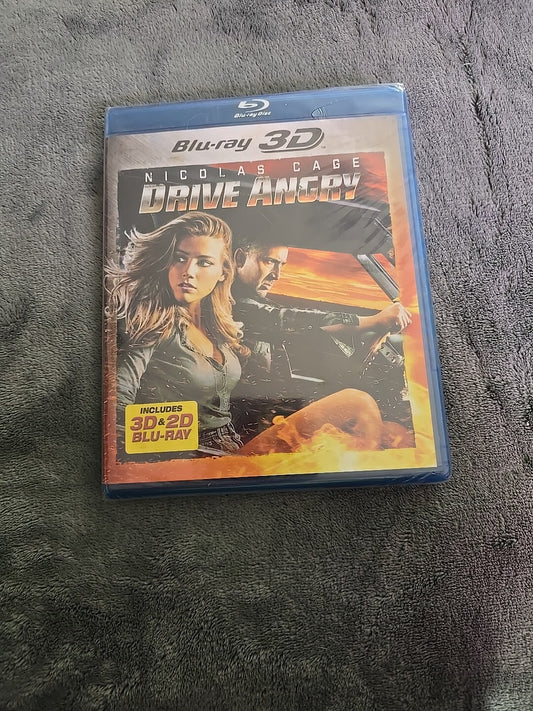 Blu-ray Disc
Blu-ray 3D
NICOLAS CAGE
DRIVE ANGRY
INCLUDES
3D & 2D
BLU-RAY